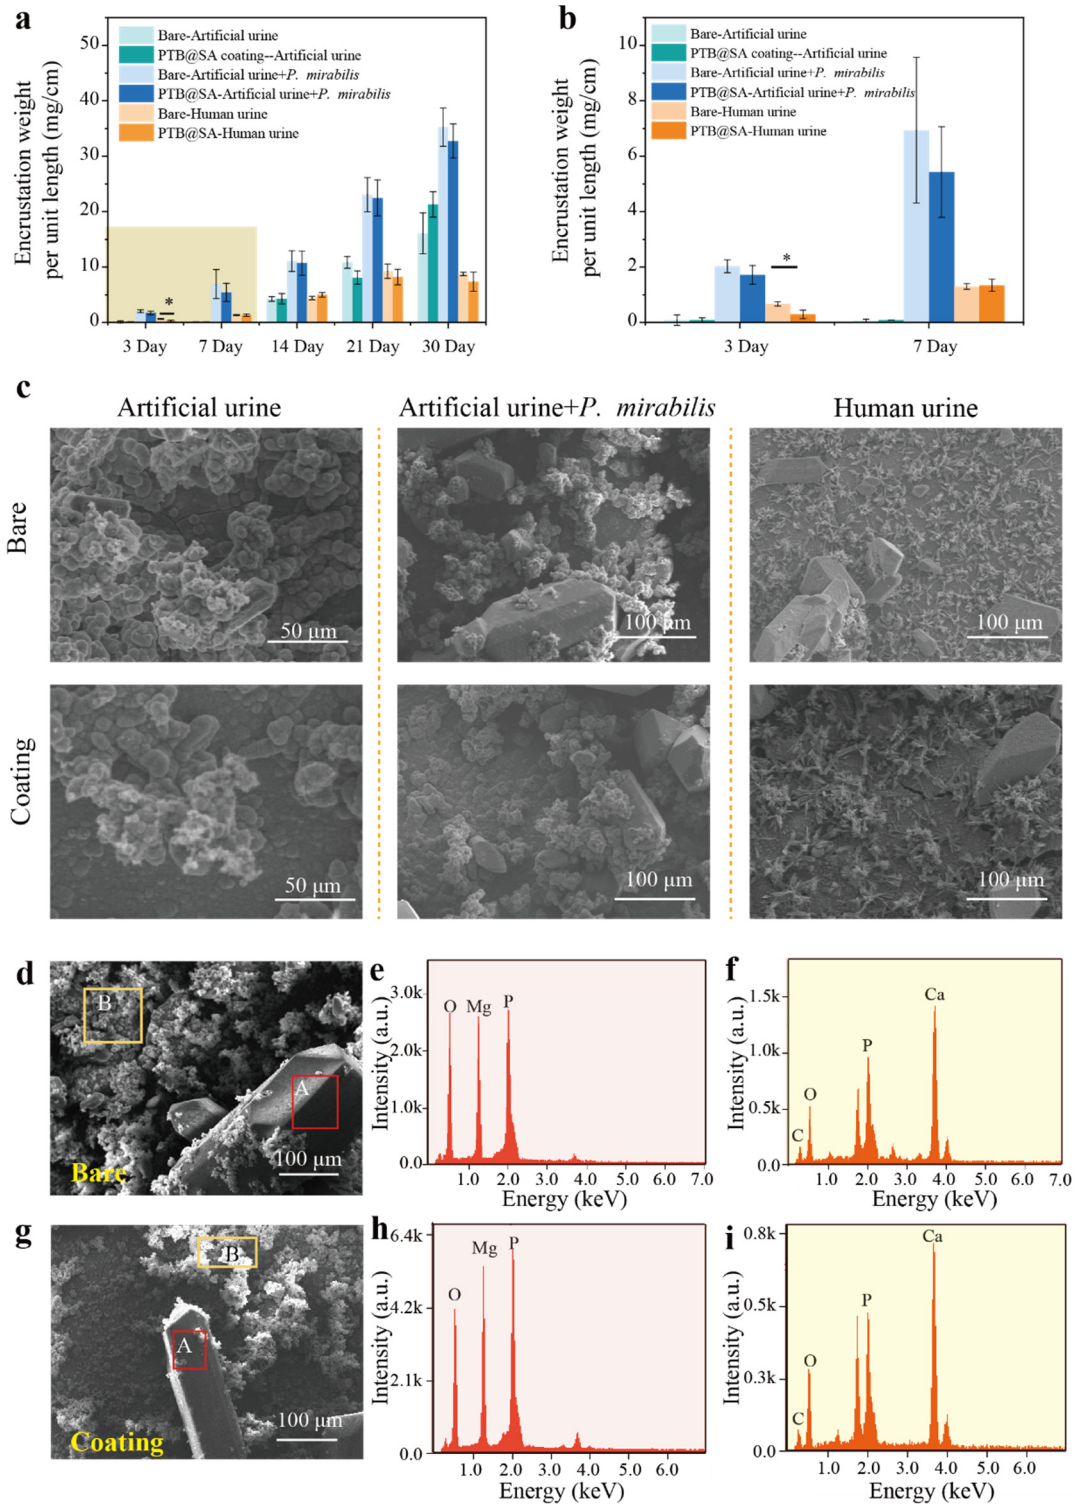 a
50
40
30
20
10
0
Encrustation weight
per unit length (mg/cm)
Bare-Artificial urine
PTB@SA coating--Artificial urine
Bare-Artificial urine+P. mirabilis
PTB@SA-Artificial urine+P. mirabilis
Bare-Human urine
PTB@SA-Human urine
*
3 Day 7 Day 14 Day 21 Day 30 Day
b
10
8
6
4
2
0
Encrustation weight
per unit length (mg/cm)
Bare-Artificial urine
PTB@SA coating--Artificial urine
Bare-Artificial urine+P. mirabilis
PTB@SA-Artificial urine+P. mirabilis
Bare-Human urine
PTB@SA-Human urine
*
3 Day 7 Day
c
Artificial urine Artificial urine+P. mirabilis Human urine
Bare
50 μm 100 μm 100 μm
Coating
50 μm 100 μm 100 μm
d
B
A
100 μm
Bare
e
Intensity (a.u.)
3.0k
2.0k
1.0k
0.0
O Mg P
1.0 2.0 3.0 4.0 5.0 6.0 7.0
Energy (keV)
f
Intensity (a.u.)
1.5k
1.0k
0.5k
0.0
C O P Ca
1.0 2.0 3.0 4.0 5.0 6.0 7.0
Energy (keV)
g
B
A
100 μm
Coating
h
Intensity (a.u.)
6.4k
4.2k
2.1k
0.0
O Mg P
1.0 2.0 3.0 4.0 5.0 6.0
Energy (keV)
i
Intensity (a.u.)
0.8k
0.5k
0.3k
0.0
C O P Ca
1.0 2.0 3.0 4.0 5.0 6.0
Energy (keV)